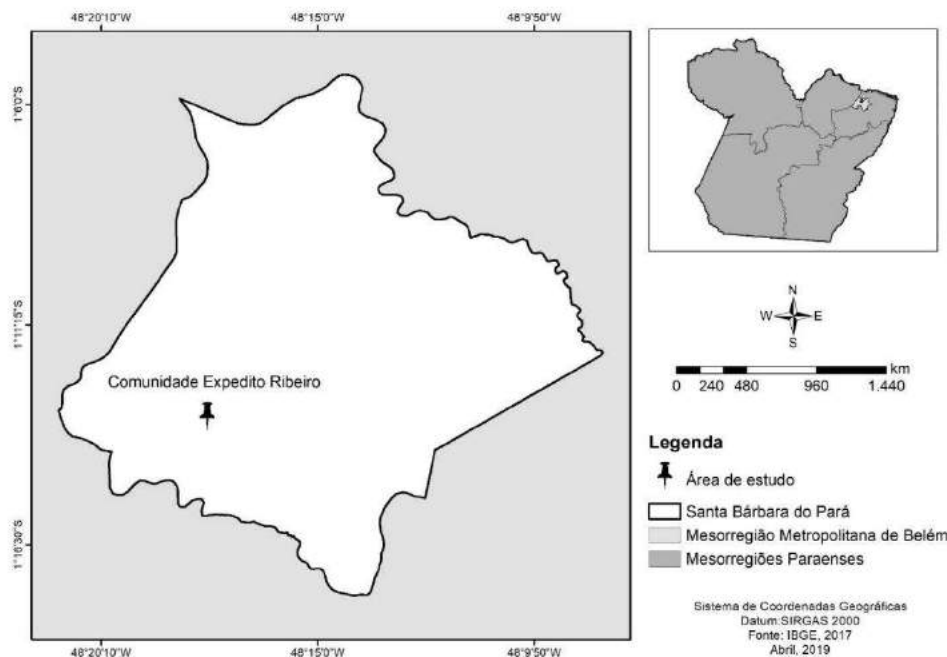 48°20'10"W 48°15'0"W 48°9'50"W
1°6'0"S
1°11'15"S
1°16'30"S
Comunidade Expedito Ribeiro
48°20'10"W 48°15'0"W 48°9'50"W
N
W E
S
km
0 240 480 960 1.440
Legenda
Área de estudo
Santa Bárbara do Pará
Mesorregião Metropolitana de Belém
Mesorregiões Paraenses
Sistema de Coordenadas Geográficas
Datum:SIRGAS 2000
Fonte: IBGE, 2017
Abril, 2019